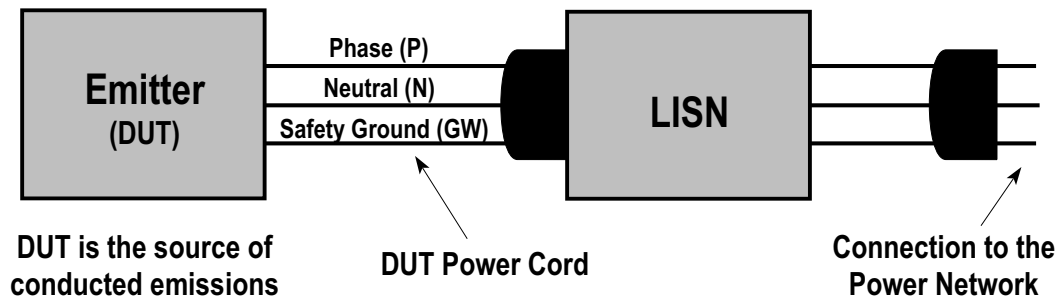 Emitter
(DUT)
Phase (P)
Neutral (N)
Safety Ground (GW)
LISN
DUT is the source of
conducted emissions
DUT Power Cord
Connection to the
Power Network